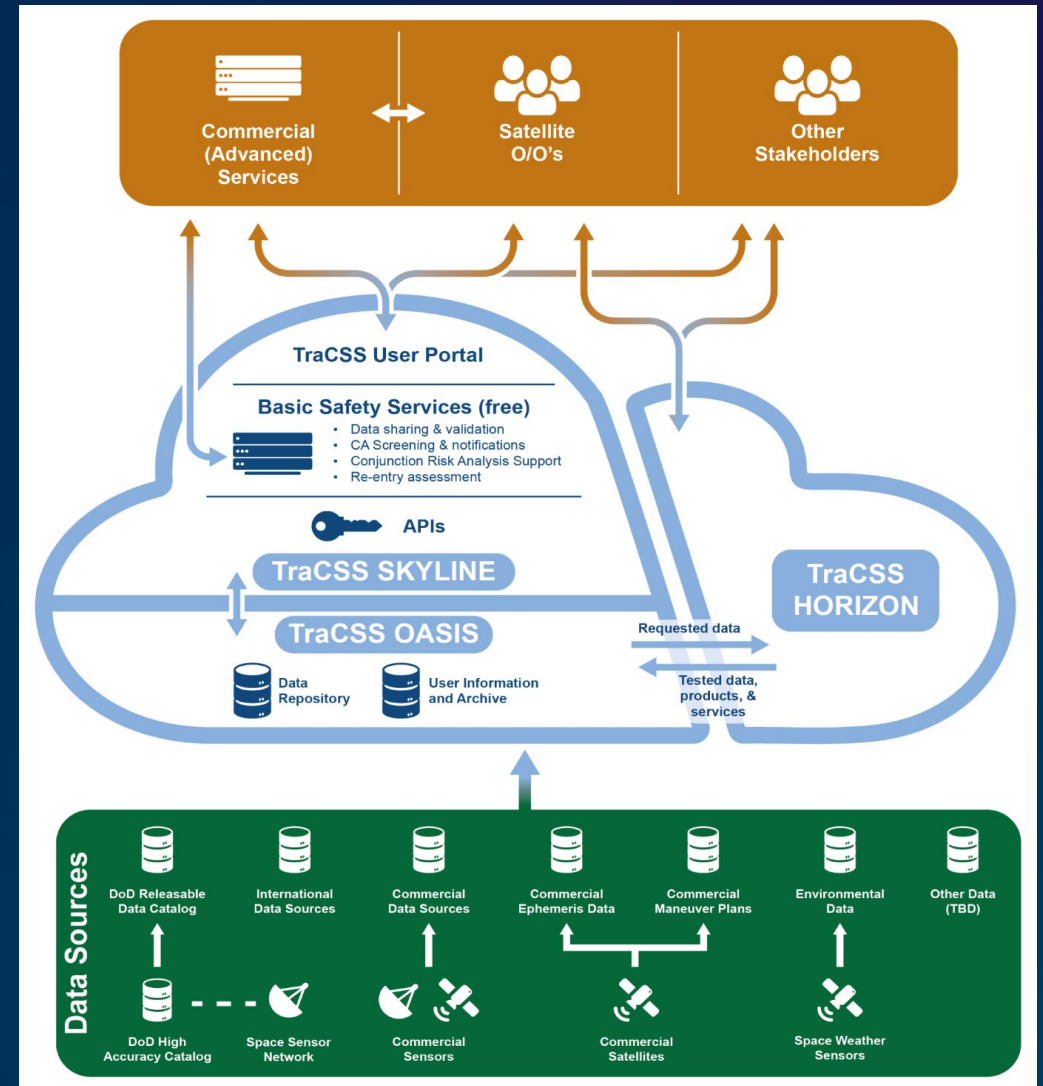 Commercial
(Advanced)
Services
Satellite
O/O's
Other
Stakeholders
TraCSS User Portal
Basic Safety Services (free)
• Data sharing & validation
• CA Screening & notifications
• Conjunction Risk Analysis Support
• Re-entry assessment
APIs
TraCSS SKYLINE
TraCSS OASIS
Data
Repository
User Information
and Archive
Requested data
Tested data,
products, &
services
TraCSS
HORIZON
Data Sources
DoD Releasable
Data Catalog
International
Data Sources
Commercial
Data Sources
Commercial
Ephemeris Data
Commercial
Maneuver Plans
Environmental
Data
Other Data
(TBD)
DoD High
Accuracy Catalog
Space Sensor
Network
Commercial
Sensors
Commercial
Satellites
Space Weather
Sensors